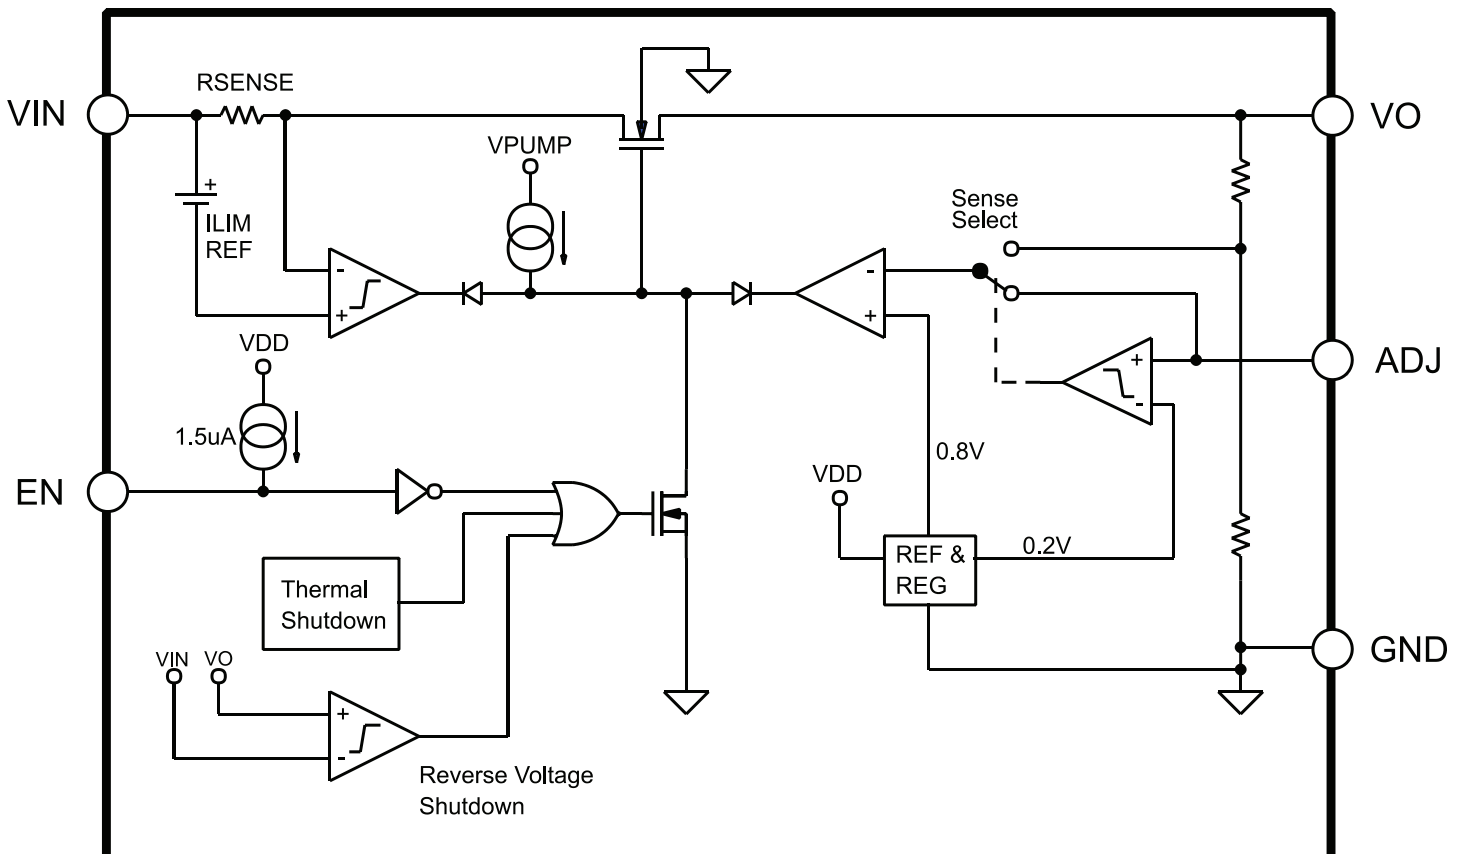 RSENSE
VIN
VO
VPUMP
+
ILIM
REF
Sense
Select
-
+
-
+
VDD
1.5uA
ADJ
+
-
0.8V
VDD
EN
0.2V
REF &
REG
Thermal
Shutdown
GND
VIN VO
+
-
Reverse Voltage
Shutdown